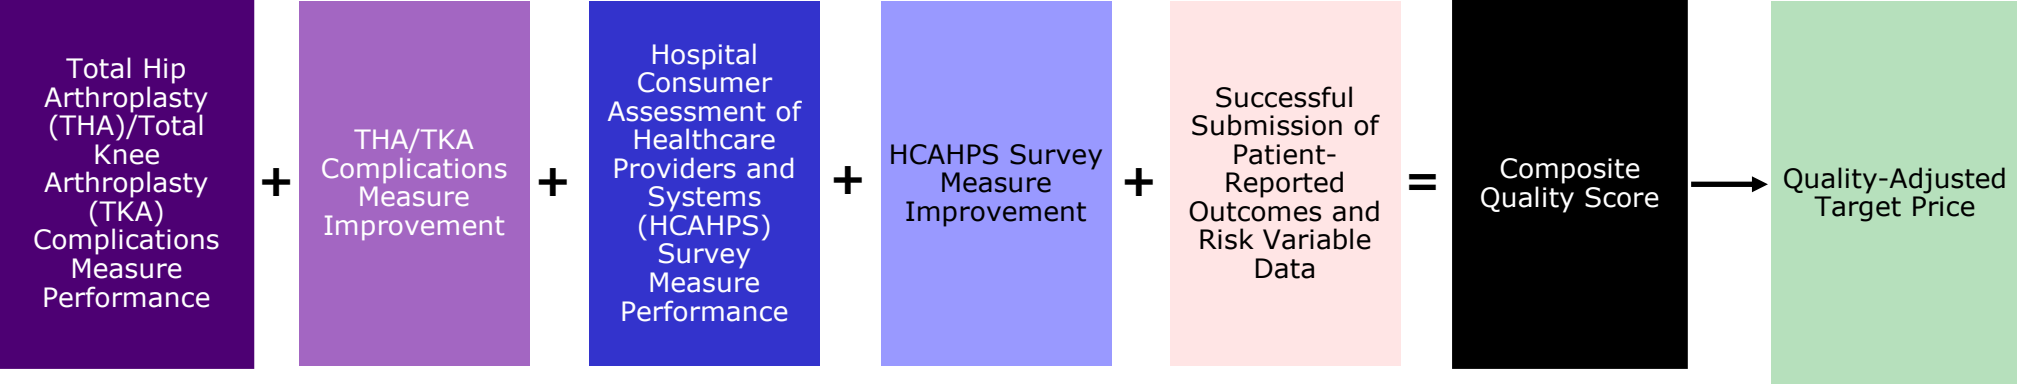 Total Hip
Arthroplasty
(THA)/Total
Knee
Arthroplasty
(TKA)
Complications
Measure
Performance
+
THA/TKA
Complications
Measure
Improvement
+
Hospital
Consumer
Assessment of
Healthcare
Providers and
Systems
(HCAHPS)
Survey
Measure
Performance
+
HCAHPS Survey
Measure
Improvement
+
Successful
Submission of
Patient-
Reported
Outcomes and
Risk Variable
Data
=
Composite
Quality Score
Quality-Adjusted
Target Price